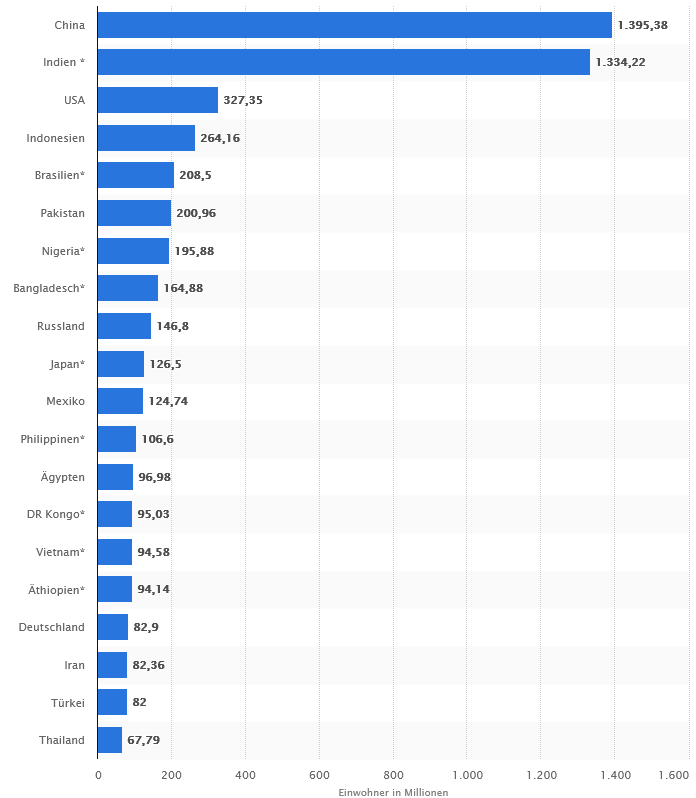 China 1.395,38
Indien * 1.334,22
USA 327,35
Indonesien 264,16
Brasilien* 208,5
Pakistan 200,96
Nigeria* 195,88
Bangladesch* 164,88
Russland 146,8
Japan* 126,5
Mexiko 124,74
Philippinen* 106,6
Ägypten 96,98
DR Kongo* 95,03
Vietnam* 94,58
Äthiopien* 94,14
Deutschland 82,9
Iran 82,36
Türkei 82
Thailand 67,79
0 200 400 600 800 1.000 1.200 1.400 1.600
Einwohner in Millionen